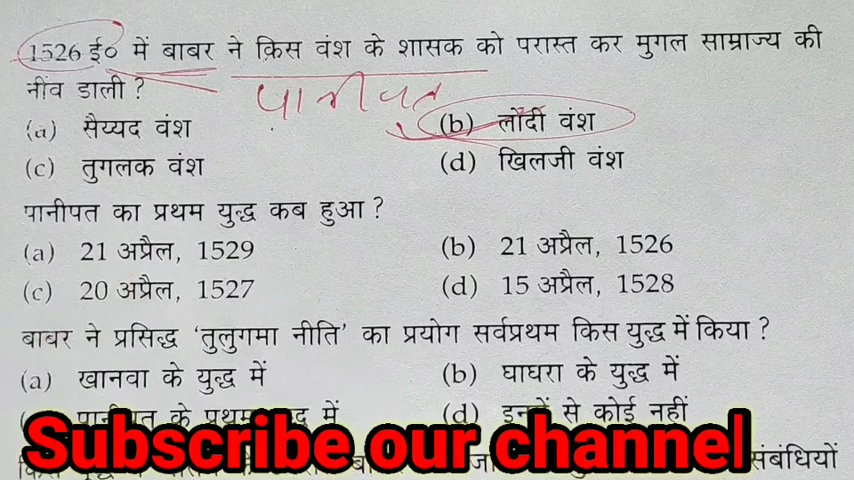 1526 ई० में बाबर ने किस वंश के शासक को परास्त कर मुगल साम्राज्य की
नींव डाली ?
पानीपत
(a) सैय्यद वंश (b) लोदी वंश
(c) तुगलक वंश (d) खिलजी वंश
पानीपत का प्रथम युद्ध कब हुआ ?
(a) 21 अप्रैल, 1529 (b) 21 अप्रैल, 1526
(c) 20 अप्रैल, 1527 (d) 15 अप्रैल, 1528
बाबर ने प्रसिद्ध ‘तुलुगमा नीति’ का प्रयोग सर्वप्रथम किस युद्ध में किया ?
(a) खानवा के युद्ध में (b) घाघरा के युद्ध में
पानीपत के प्रथम युद्ध में (d) इनमें से कोई नहीं
Subscribe our channel
संबंधियों